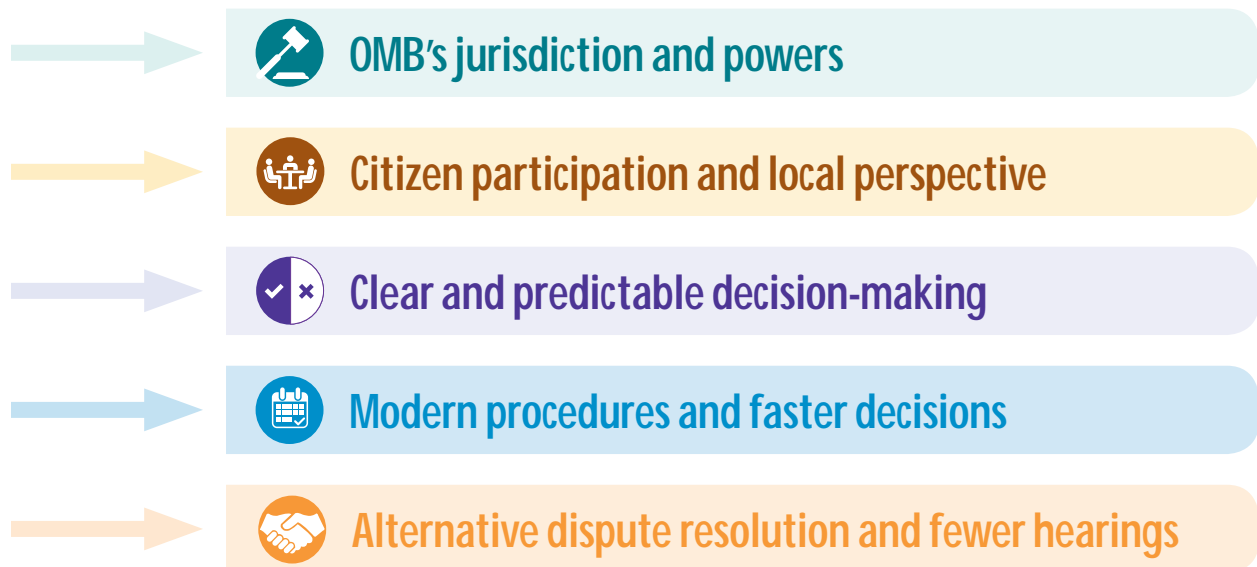 OMB's jurisdiction and powers
Citizen participation and local perspective
Clear and predictable decision-making
Modern procedures and faster decisions
Alternative dispute resolution and fewer hearings